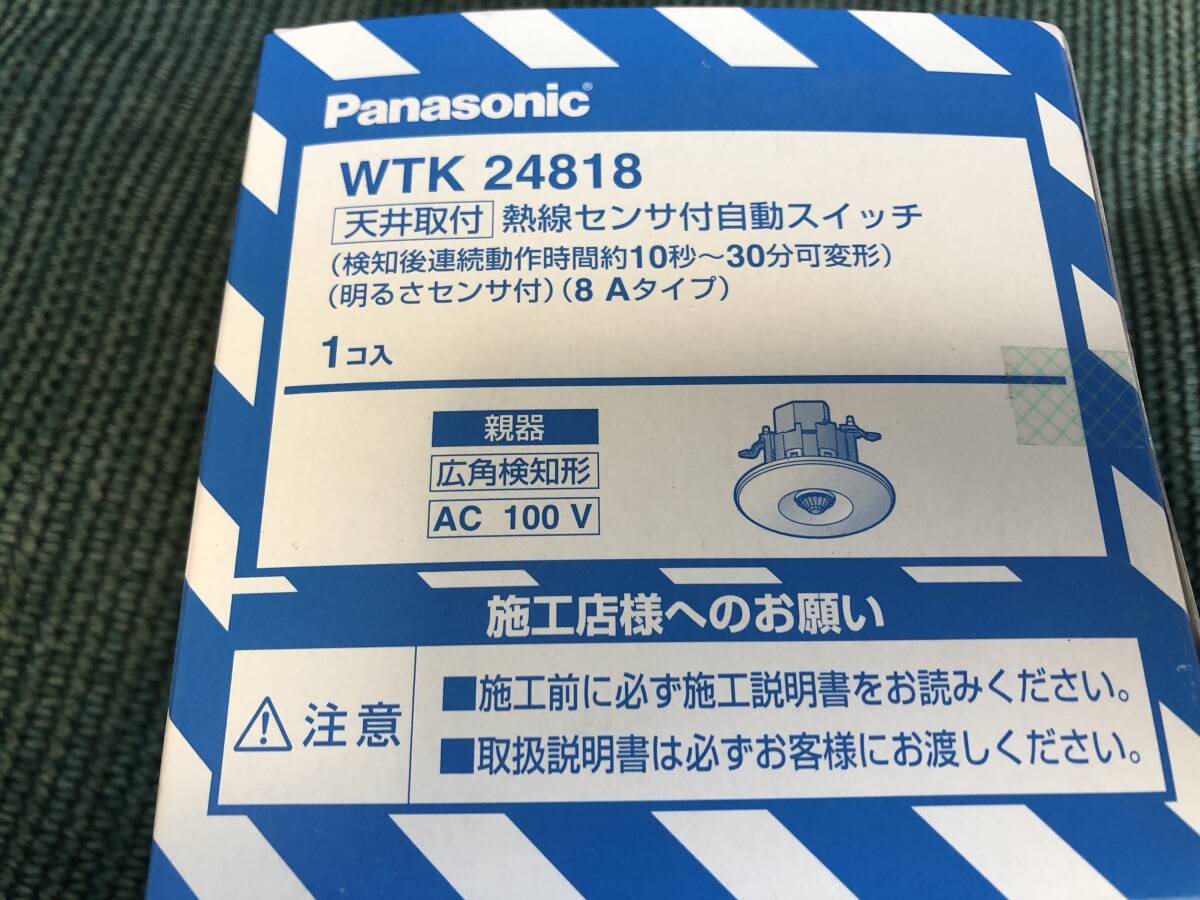 Panasonic®
WTK 24818
天井取付 熱線センサ付自動スイッチ
(検知後連続動作時間約10秒～30分可変形)
(明るさセンサ付)(8 Aタイプ)
1コ入
親器
広角検知形
AC 100 V
施工店様へのお願い
注意
■施工前に必ず施工説明書をお読みください。
■取扱説明書は必ずお客様にお渡しください。